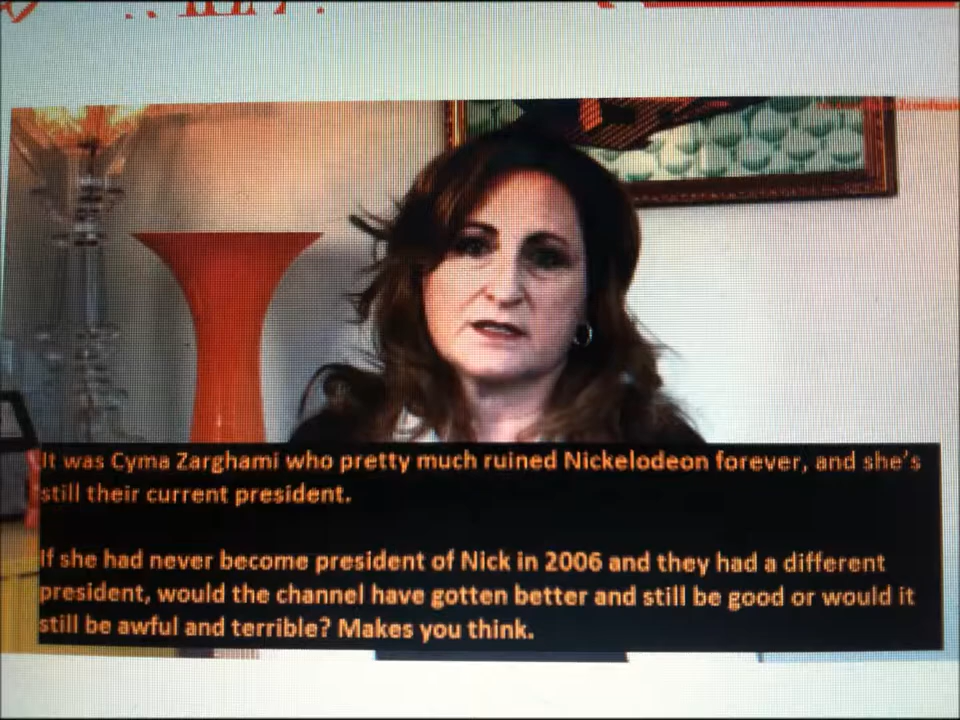 It was Cyma Zarghami who pretty much ruined Nickelodeon forever, and she's
still their current president.
If she had never become president of Nick in 2006 and they had a different
president, would the channel have gotten better and still be good or would it
still be awful and terrible? Makes you think.